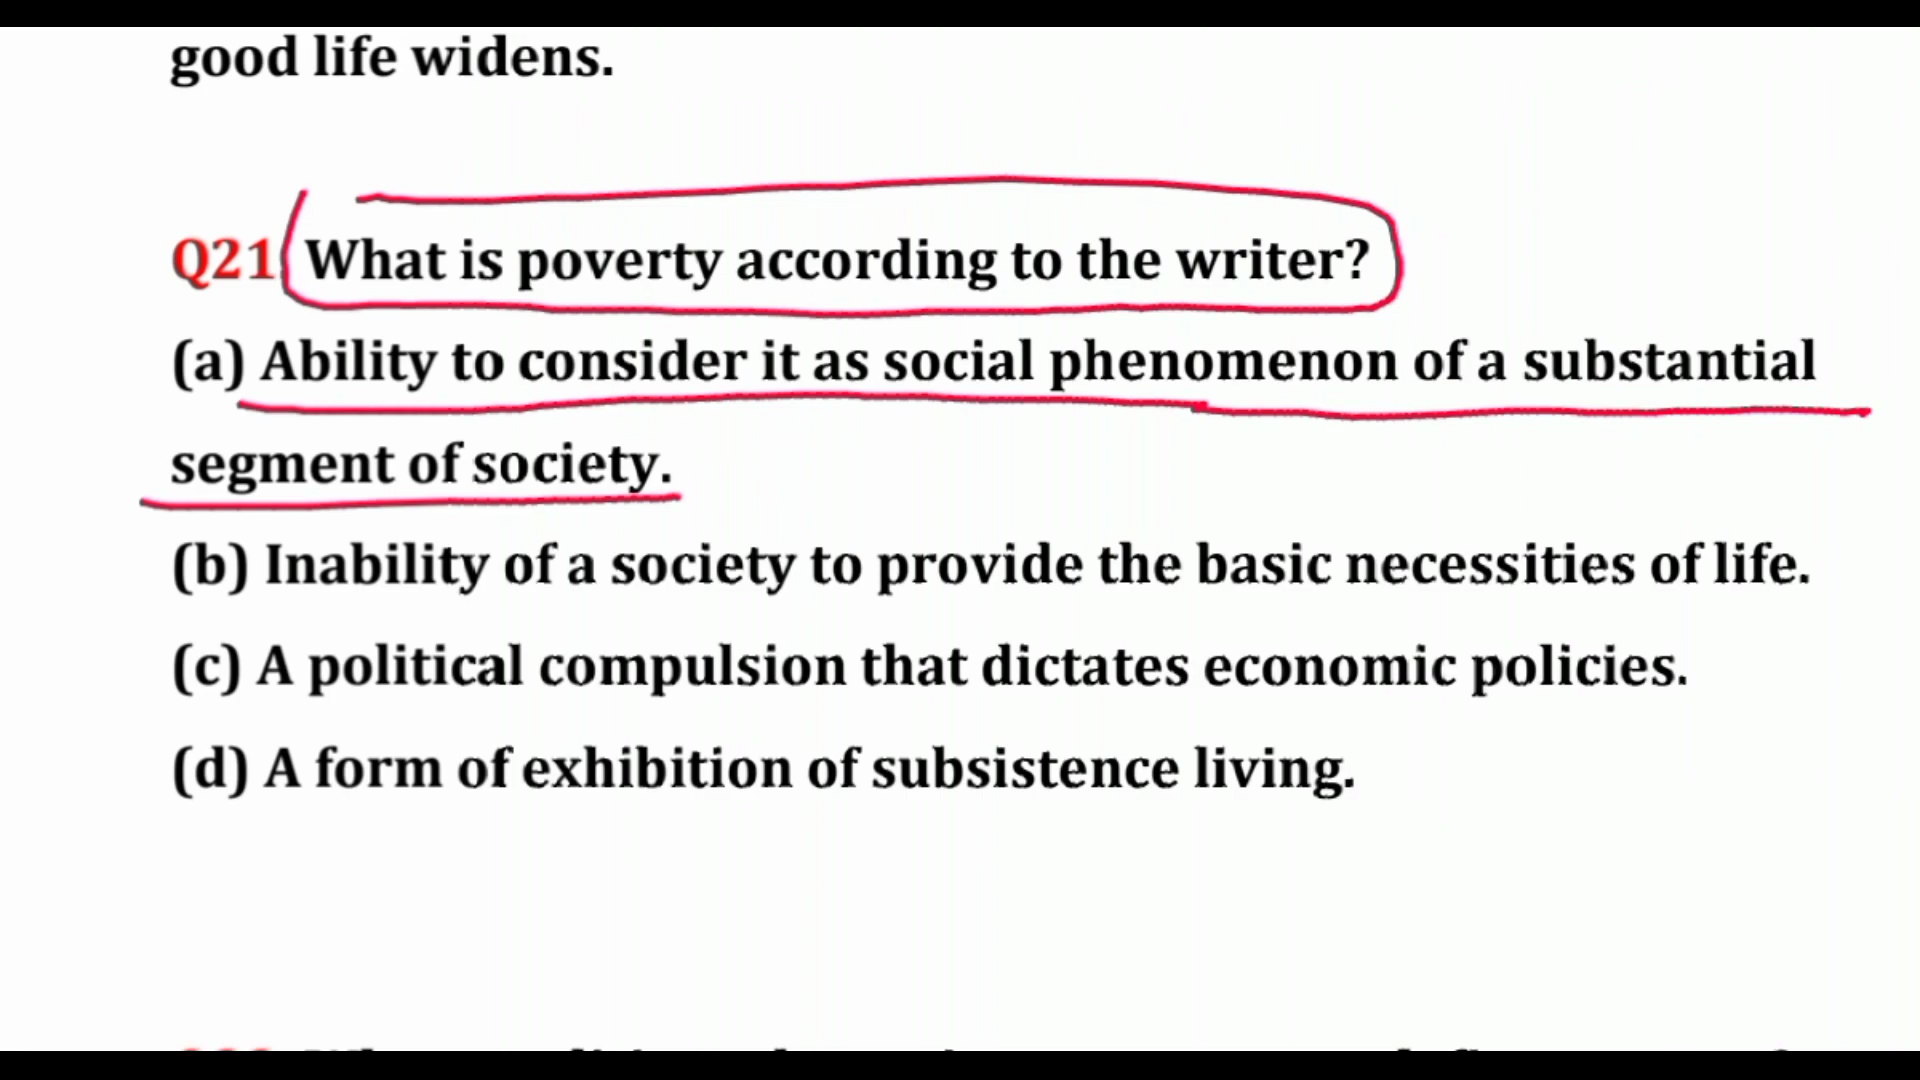 good life widens.
Q21 What is poverty according to the writer?
(a) Ability to consider it as social phenomenon of a substantial
segment of society.
(b) Inability of a society to provide the basic necessities of life.
(c) A political compulsion that dictates economic policies.
(d) A form of exhibition of subsistence living.